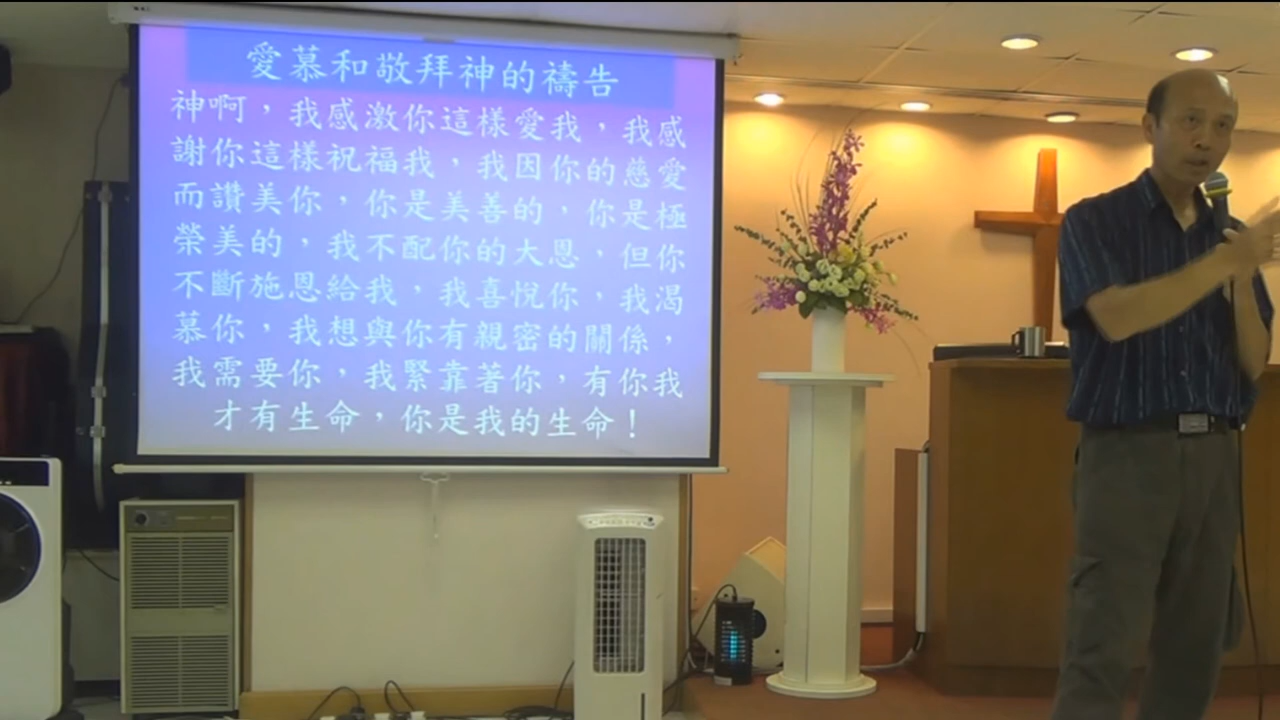 愛慕和敬拜神的禱告
神啊，我感激你這樣愛我，我感
謝你這樣祝福我，我因你的慈愛
而讚美你，你是美善的，你是極
榮美的，我不配你的大恩，但你
不斷施恩給我，我喜悅你，我渴
慕你，我想與你有親密的關係，
我需要你，我緊靠著你，有你我
才有生命，你是我的生命！